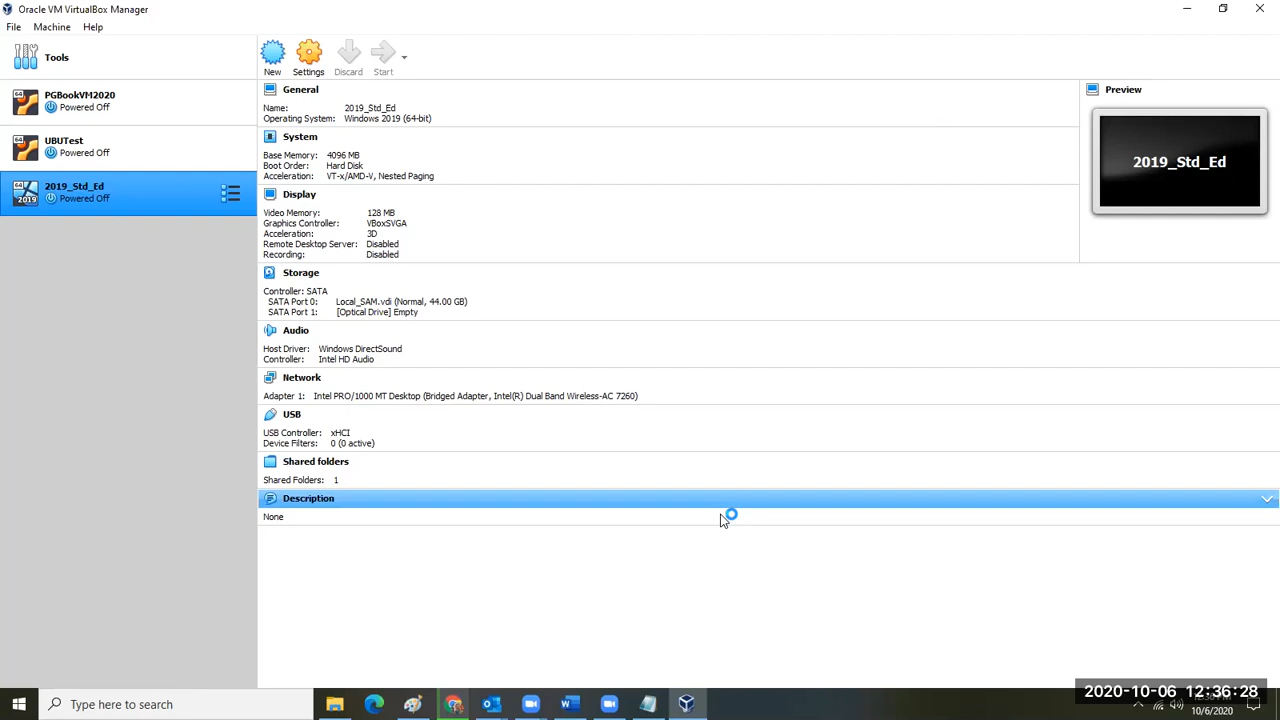 Oracle VM VirtualBox Manager
File Machine Help
Tools
New Settings Discard Start
64 PGBookVM2020
Powered Off
64 UBUTest
Powered Off
64 2019 2019_Std_Ed
Powered Off
General
Name: 2019_Std_Ed
Operating System: Windows 2019 (64-bit)
System
Base Memory: 4096 MB
Boot Order: Hard Disk
Acceleration: VT-x/AMD-V, Nested Paging
Display
Video Memory: 128 MB
Graphics Controller: VBoxSVGA
Acceleration: 3D
Remote Desktop Server: Disabled
Recording: Disabled
Storage
Controller: SATA
SATA Port 0: Local_SAM.vdi (Normal, 44.00 GB)
SATA Port 1: [Optical Drive] Empty
Audio
Host Driver: Windows DirectSound
Controller: Intel HD Audio
Network
Adapter 1: Intel PRO/1000 MT Desktop (Bridged Adapter, Intel(R) Dual Band Wireless-AC 7260)
USB
USB Controller: xHCI
Device Filters: 0 (0 active)
Shared folders
Shared Folders: 1
Description
None
Preview
2019_Std_Ed
Type here to search
2020-10-06 12:36:28
10/6/2020